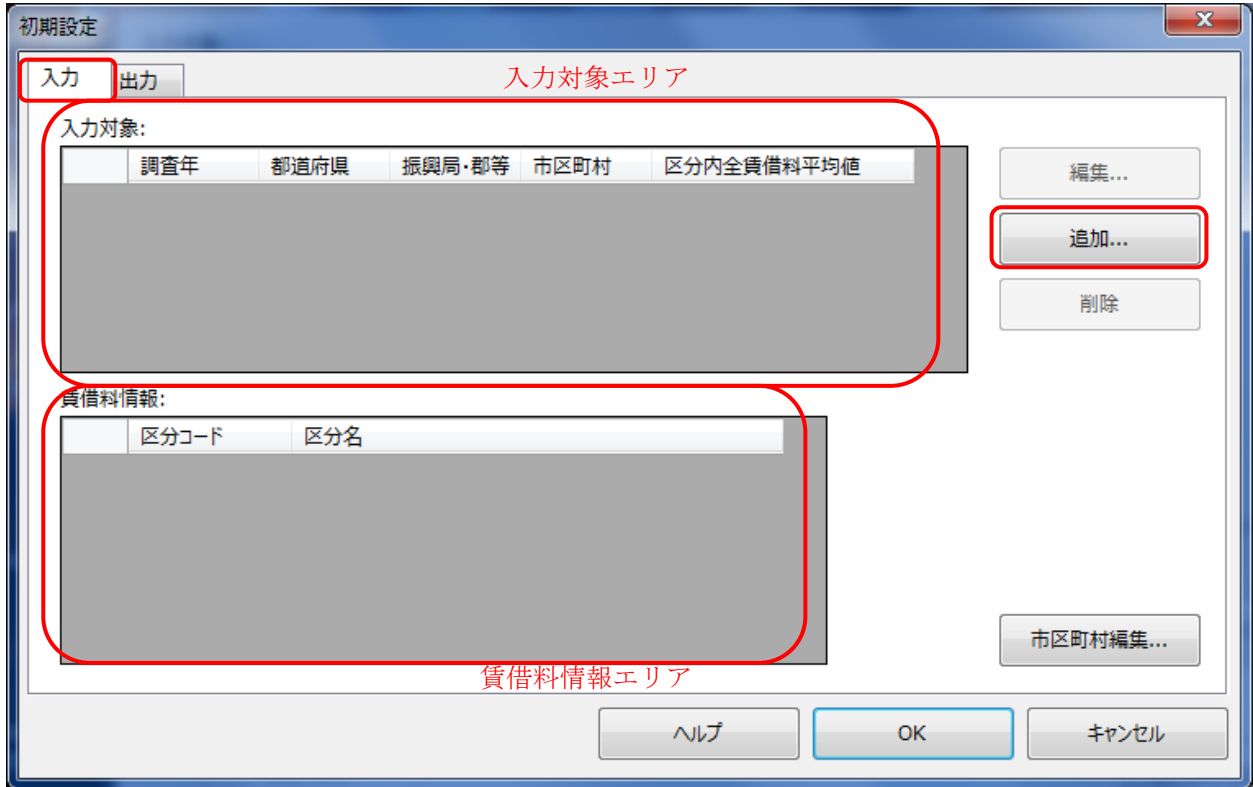 初期設定
入力 出力
入力対象エリア
入力対象:
調査年 都道府県 振興局・郡等 市区町村 区分内全賃借料平均値
編集...
追加...
削除
賃借料情報:
区分コード 区分名
市区町村編集...
賃借料情報エリア
ヘルプ OK キャンセル